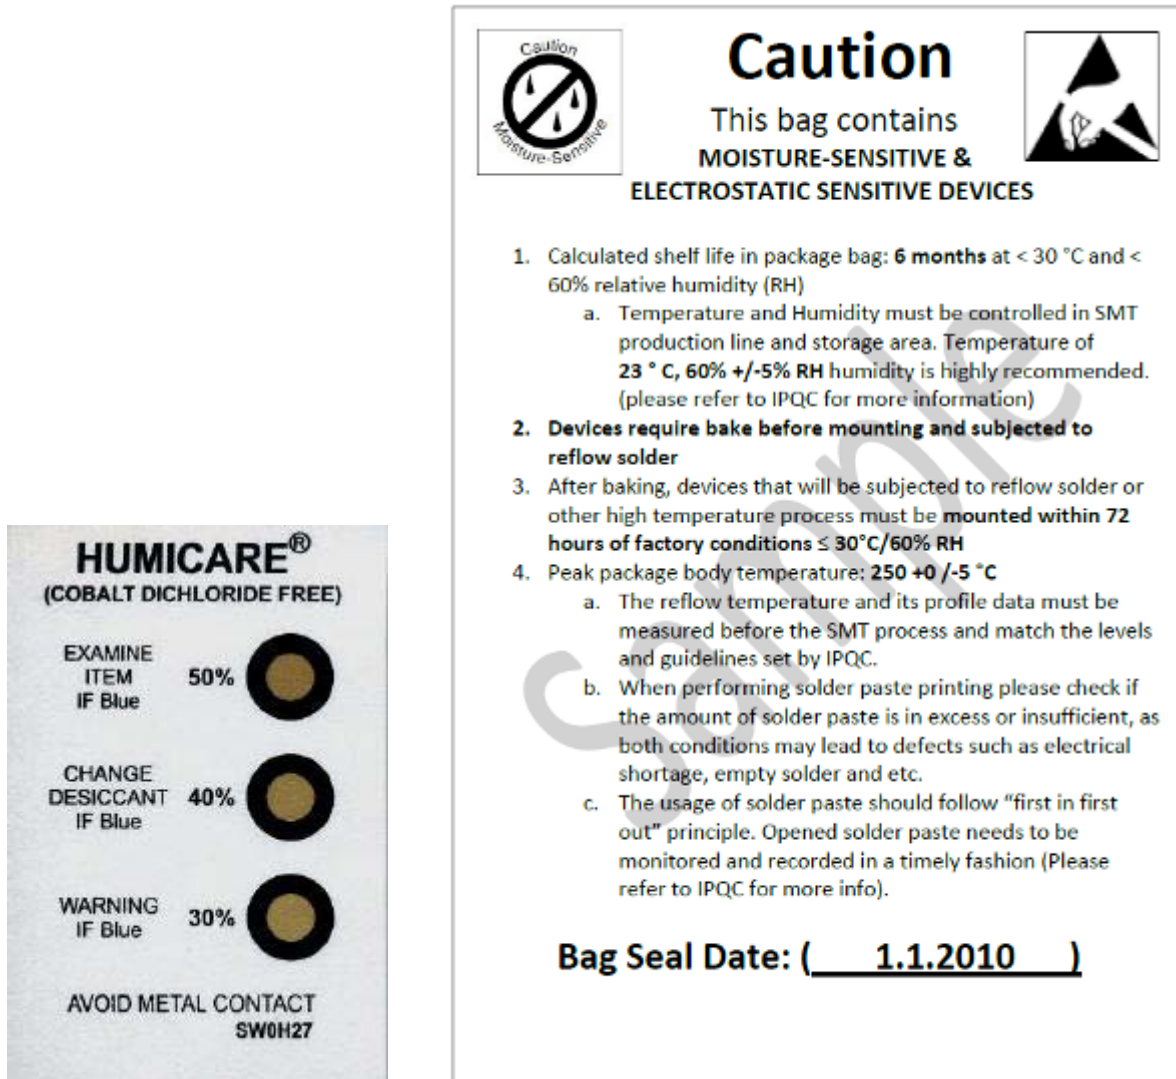 HUMICARE®
(COBALT DICHLORIDE FREE)
EXAMINE
ITEM
IF Blue
50%
CHANGE
DESICCANT
IF Blue
40%
WARNING
IF Blue
30%
AVOID METAL CONTACT
SW0H27
Caution
Moisture-Sensitive
Caution
This bag contains
MOISTURE-SENSITIVE &
ELECTROSTATIC SENSITIVE DEVICES
1. Calculated shelf life in package bag: 6 months at < 30 °C and <
60% relative humidity (RH)
a. Temperature and Humidity must be controlled in SMT
production line and storage area. Temperature of
23 ° C, 60% +/-5% RH humidity is highly recommended.
(please refer to IPQC for more information)
2. Devices require bake before mounting and subjected to
reflow solder
3. After baking, devices that will be subjected to reflow solder or
other high temperature process must be mounted within 72
hours of factory conditions ≤ 30°C/60% RH
4. Peak package body temperature: 250 +0 /-5 °C
a. The reflow temperature and its profile data must be
measured before the SMT process and match the levels
and guidelines set by IPQC.
b. When performing solder paste printing please check if
the amount of solder paste is in excess or insufficient, as
both conditions may lead to defects such as electrical
shortage, empty solder and etc.
c. The usage of solder paste should follow “first in first
out” principle. Opened solder paste needs to be
monitored and recorded in a timely fashion (Please
refer to IPQC for more info).
Bag Seal Date: ( 1.1.2010 )
Sample